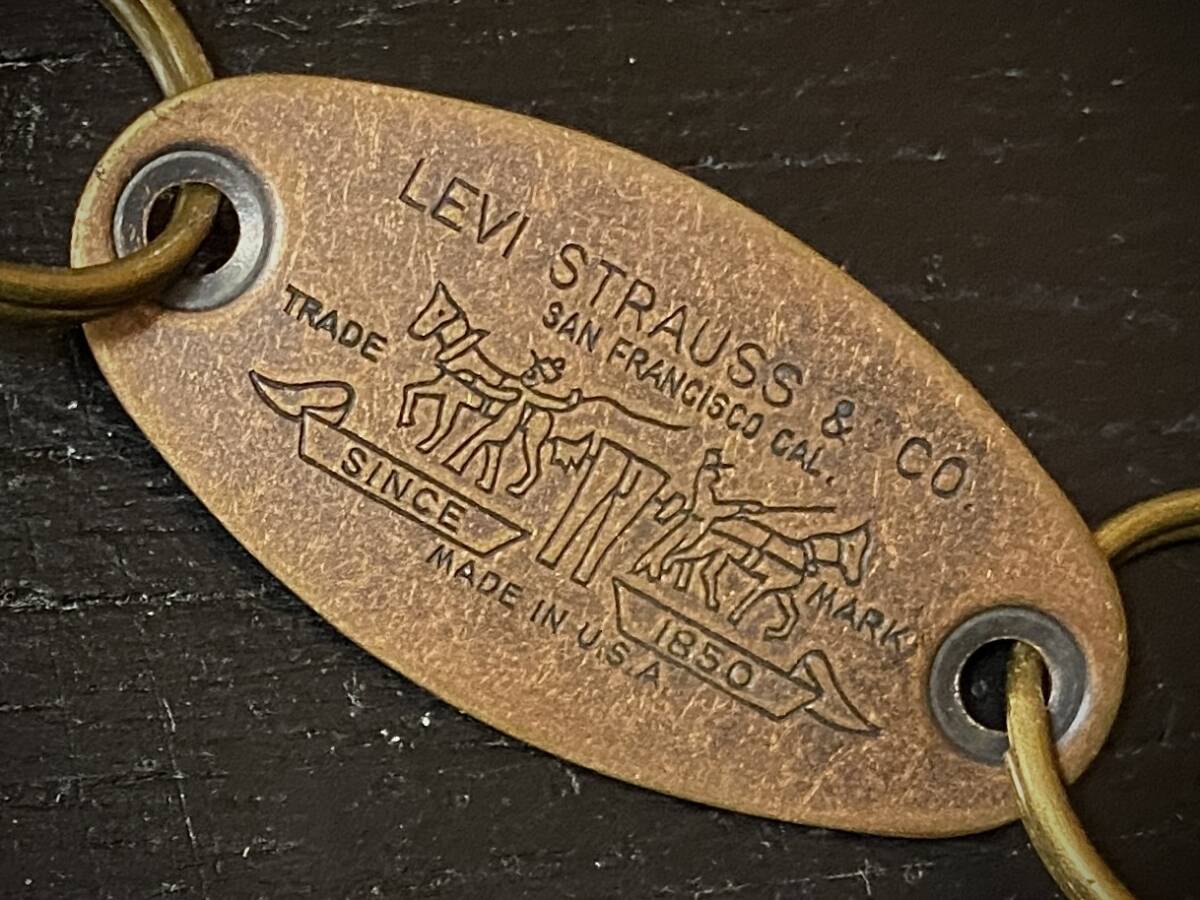 LEVI STRAUSS & CO.
SAN FRANCISCO CAL.
TRADE MARK
SINCE 1850
MADE IN U.S.A.